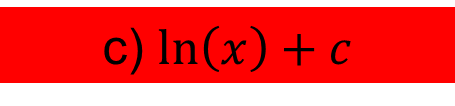 c) ln(x) + c